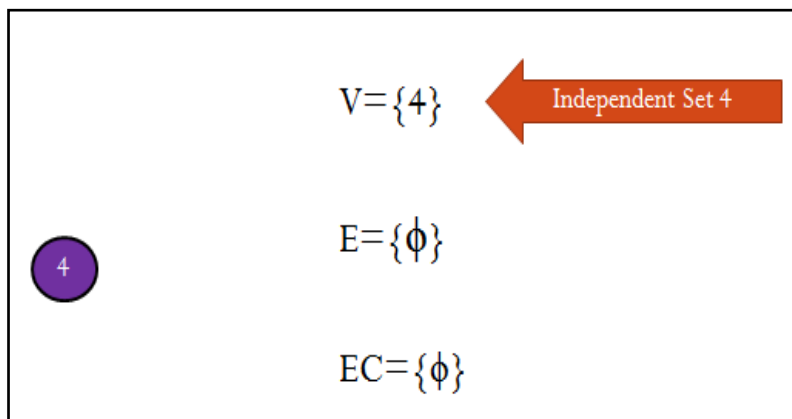 V={4}
Independent Set 4
E={ϕ}
4
EC={ϕ}